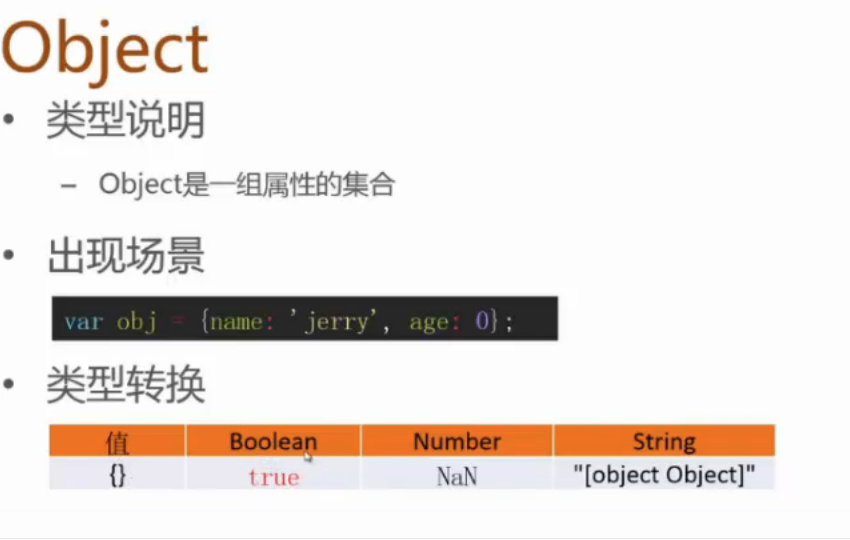 Object
• 类型说明
– Object是一组属性的集合
• 出现场景
var obj = {name: 'jerry', age: 0};
• 类型转换
值 Boolean Number String
{} true NaN "[object Object]"